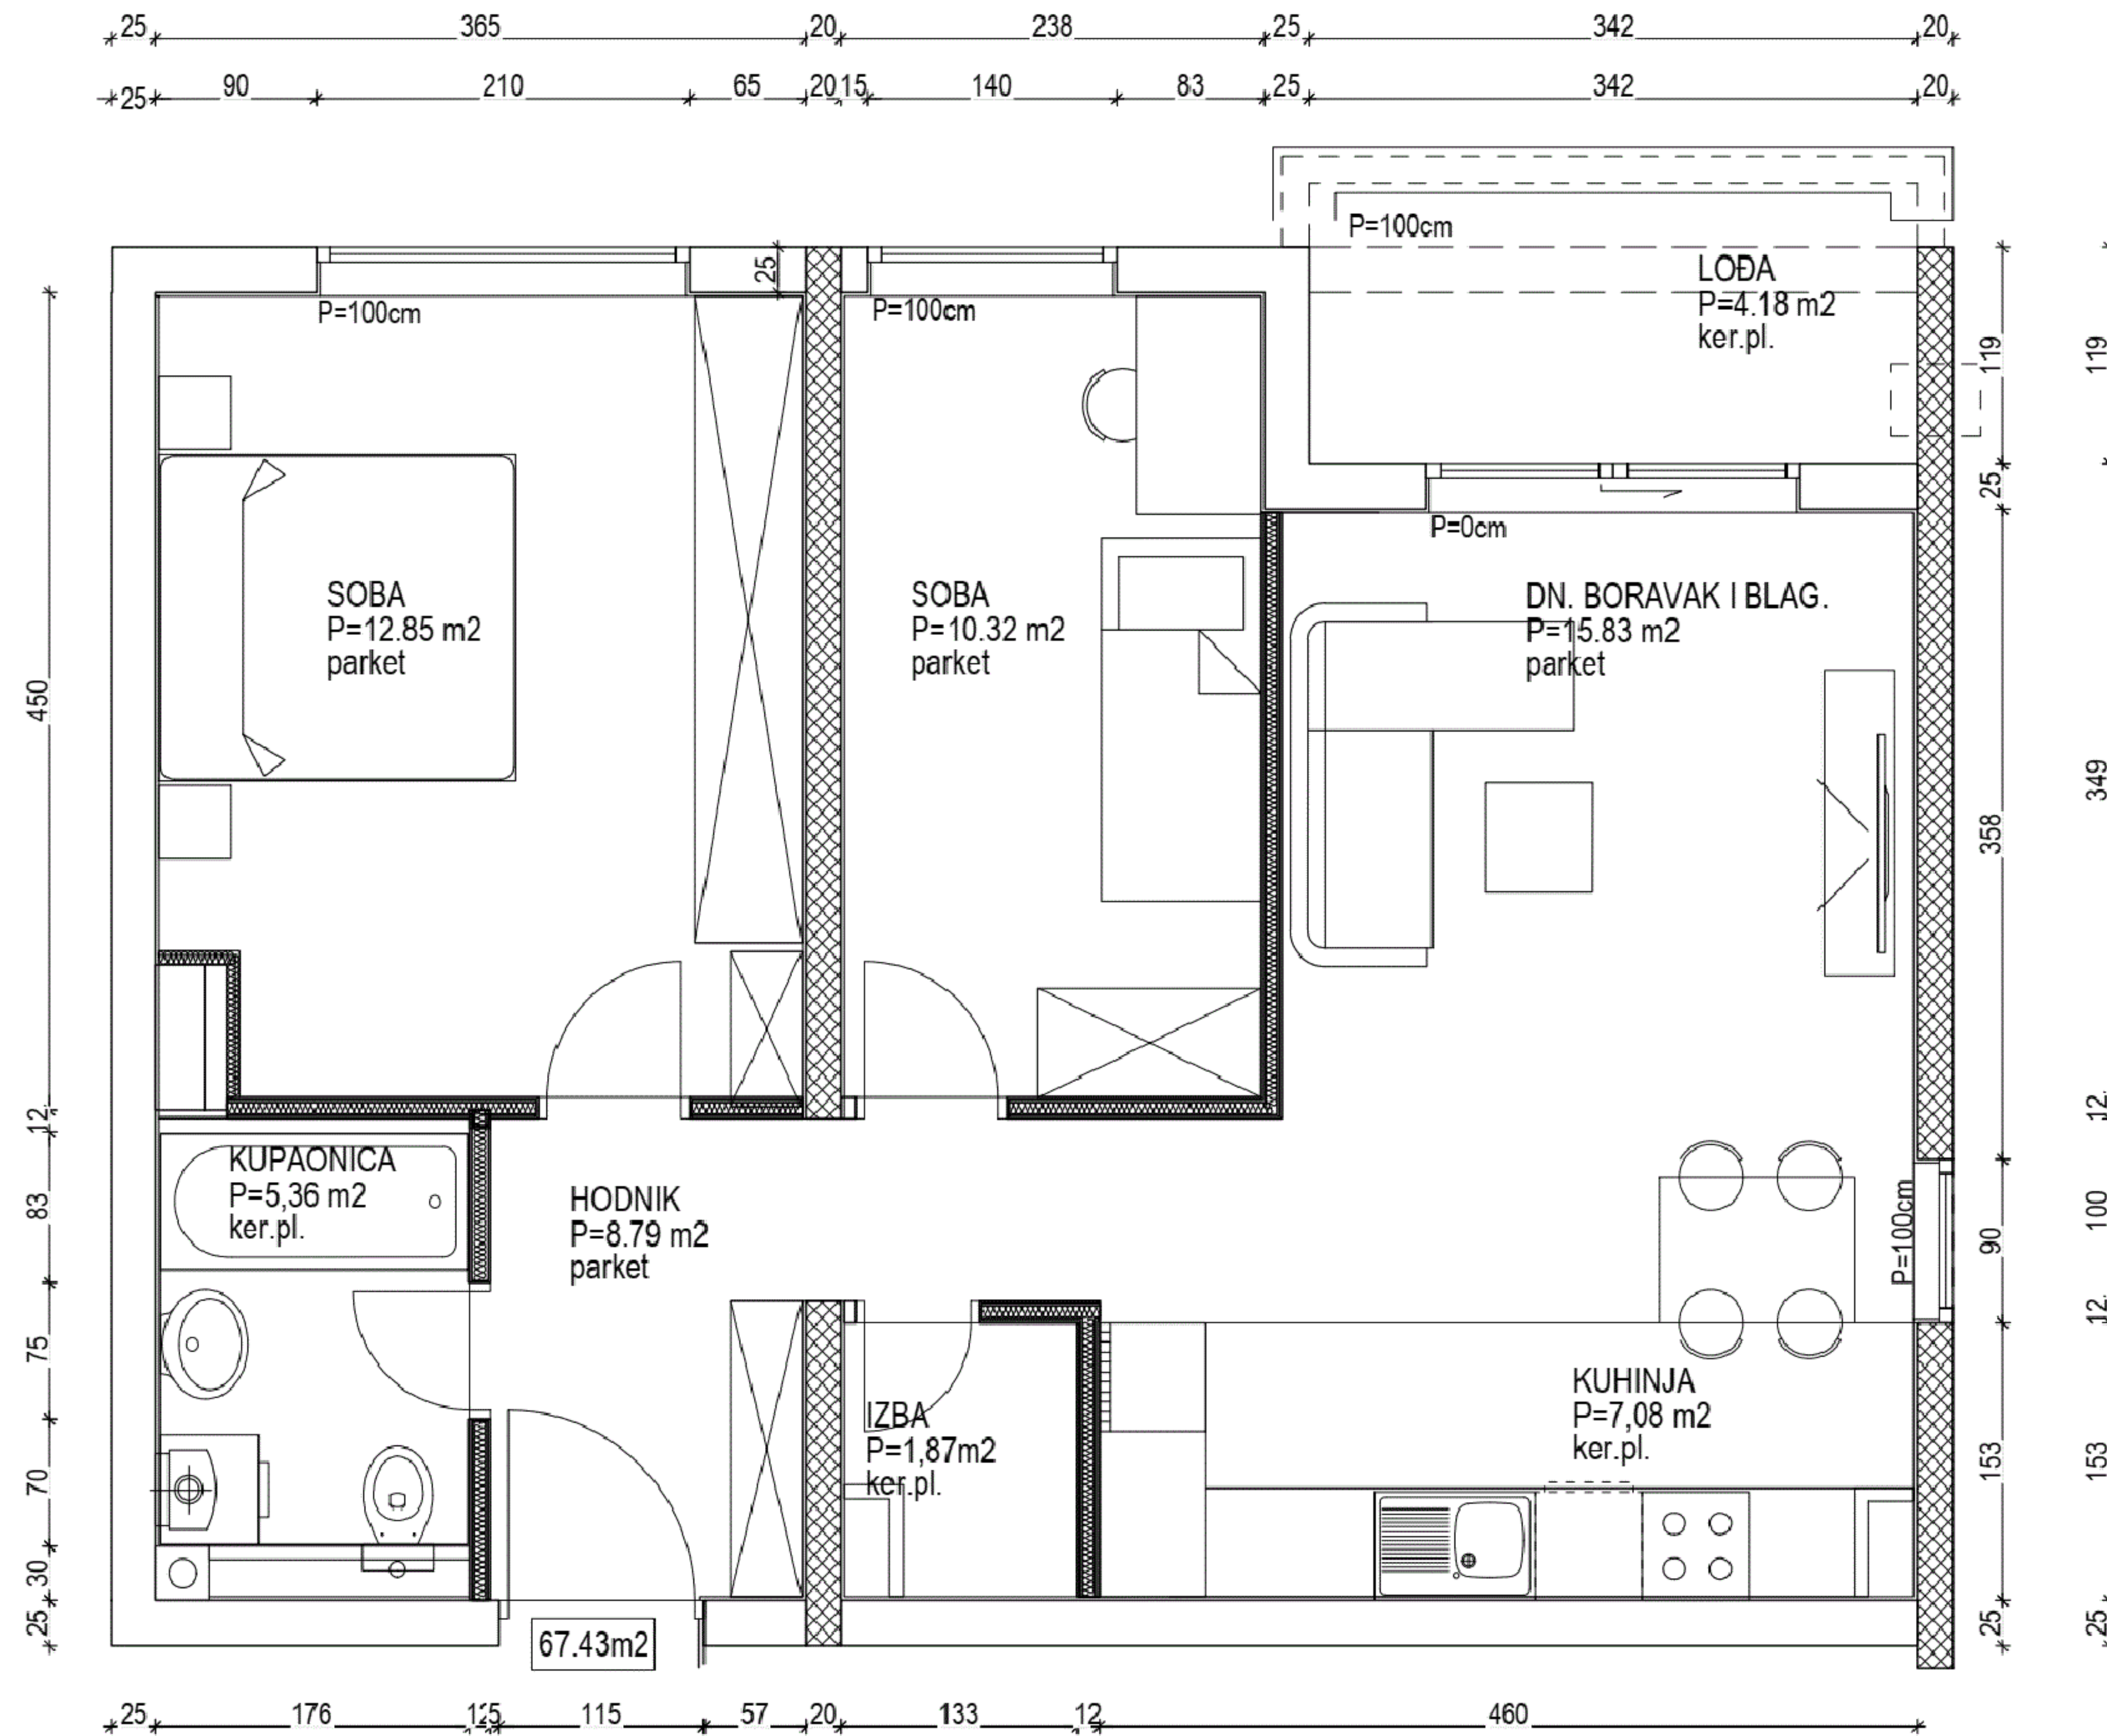 25 365 20 238 25 342 20
25 90 210 65 20 15 140 83 25 342 20
P=100cm
LOĐA
P=4.18 m2
ker.pl.
25
P=100cm
P=100cm
119
119
25
P=0cm
SOBA
P=12.85 m2
parket
SOBA
P=10.32 m2
parket
DN. BORAVAK I BLAG.
P=15.83 m2
parket
450
358
349
12
12
KUPAONICA
P=5,36 m2
ker.pl.
83
HODNIK
P=8.79 m2
parket
P=100cm
90
100
75
12
KUHINJA
P=7,08 m2
ker.pl.
IZBA
P=1,87m2
ker.pl.
70
153
153
30
25
25
25
67.43m2
25 176 115 57 20 133 12 460